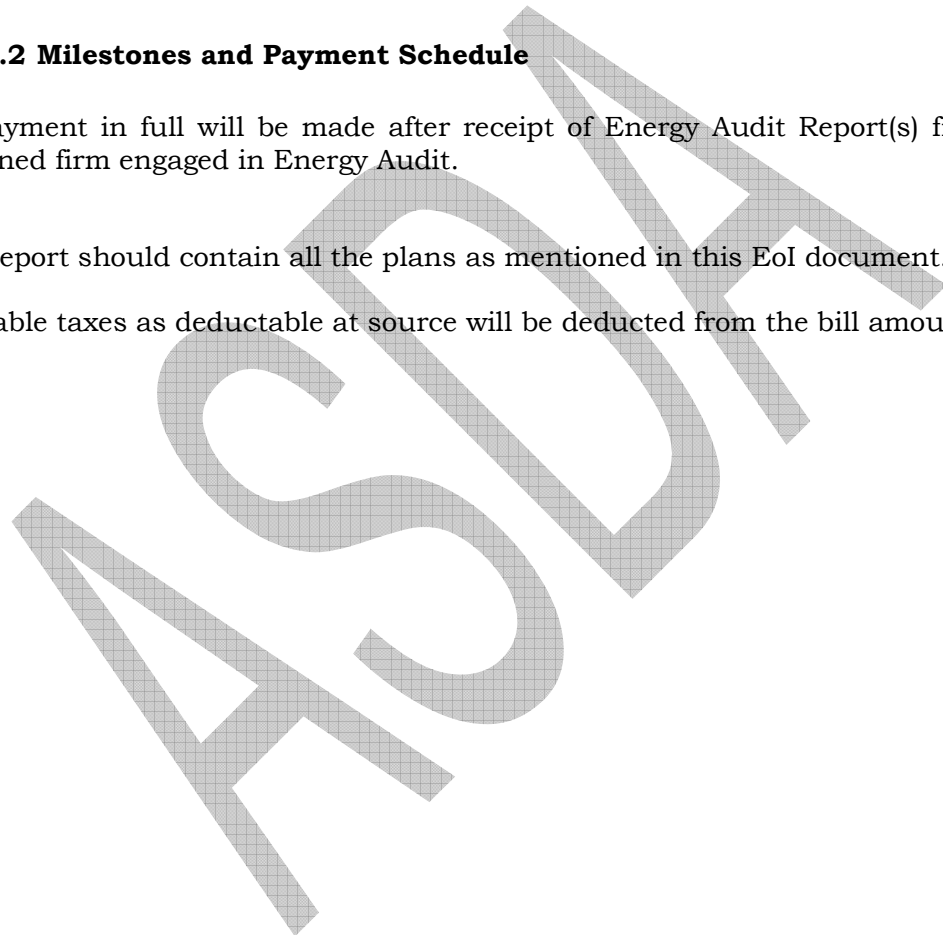 .2 Milestones and Payment Schedule
ayment in full will be made after receipt of Energy Audit Report(s) f
ned firm engaged in Energy Audit.
eport should contain all the plans as mentioned in this EoI document.
able taxes as deductable at source will be deducted from the bill amou
ASDA